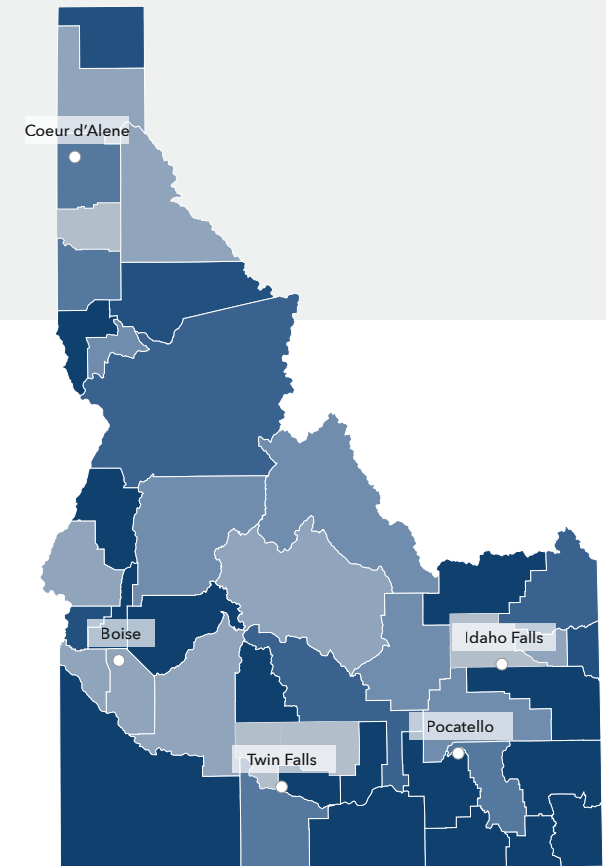 Coeur d’Alene
Boise
Idaho Falls
Pocatello
Twin Falls